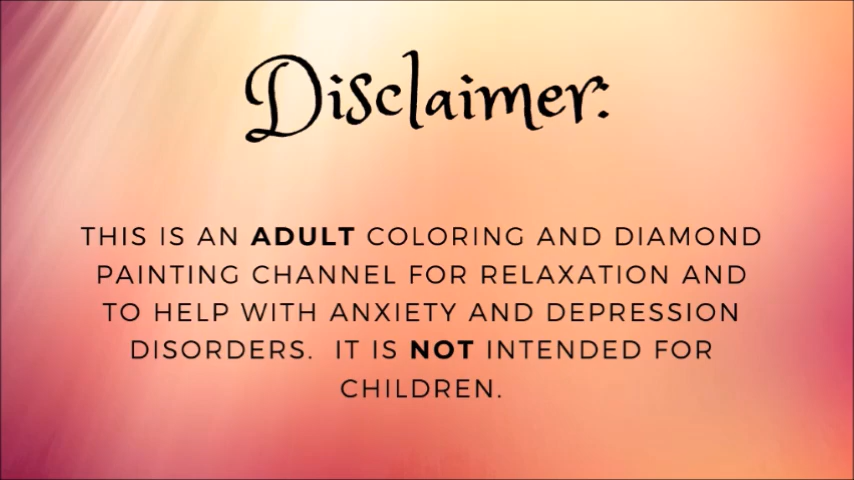 Disclaimer:
THIS IS AN ADULT COLORING AND DIAMOND
PAINTING CHANNEL FOR RELAXATION AND
TO HELP WITH ANXIETY AND DEPRESSION
DISORDERS.  IT IS NOT INTENDED FOR
CHILDREN.